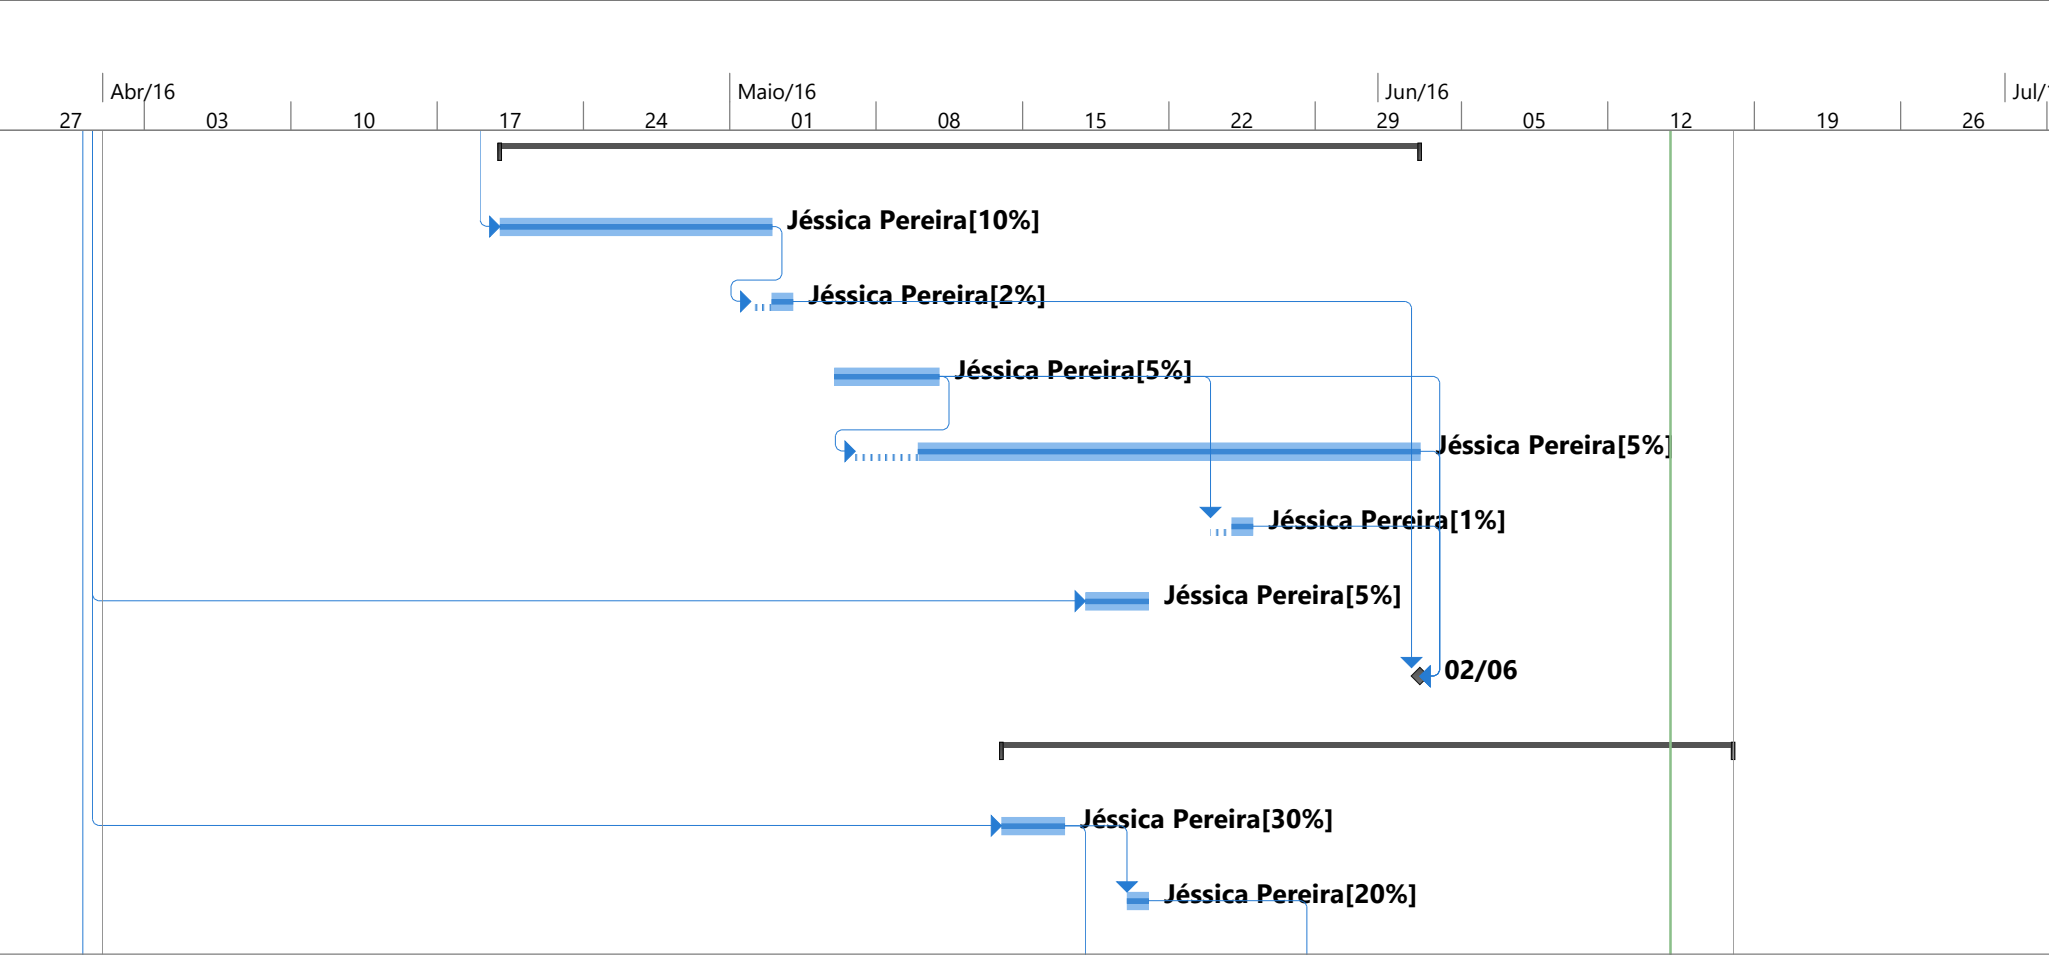 Abr/16 Maio/16 Jun/16 Jul/
27 03 10 17 24 01 08 15 22 29 05 12 19 26
Jéssica Pereira[10%]
Jéssica Pereira[2%]
Jéssica Pereira[5%]
Jéssica Pereira[5%]
Jéssica Pereira[1%]
Jéssica Pereira[5%]
02/06
Jéssica Pereira[30%]
Jéssica Pereira[20%]